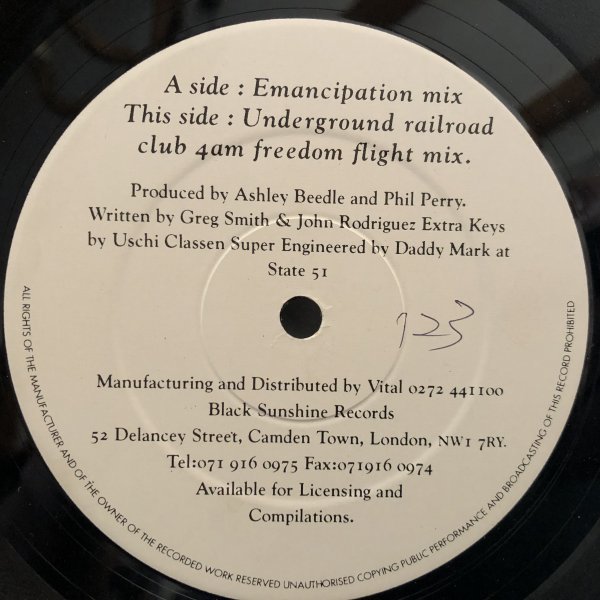 A side : Emancipation mix
This side : Underground railroad
club 4am freedom flight mix.
Produced by Ashley Beedle and Phil Perry.
Written by Greg Smith & John Rodriguez Extra Keys
by Uschi Classen Super Engineered by Daddy Mark at
State 51
123
Manufacturing and Distributed by Vital 0272 441100
Black Sunshine Records
52 Delancey Street, Camden Town, London, NW1 7RY.
Tel:071 916 0975 Fax:071916 0974
Available for Licensing and
Compilations.
ALL RIGHTS OF THE MANUFACTURER AND OF THE OWNER OF THE RECORDED WORK RESERVED UNAUTHORISED COPYING PUBLIC PERFORMANCE AND BROADCASTING OF THIS RECORD PROHIBITED